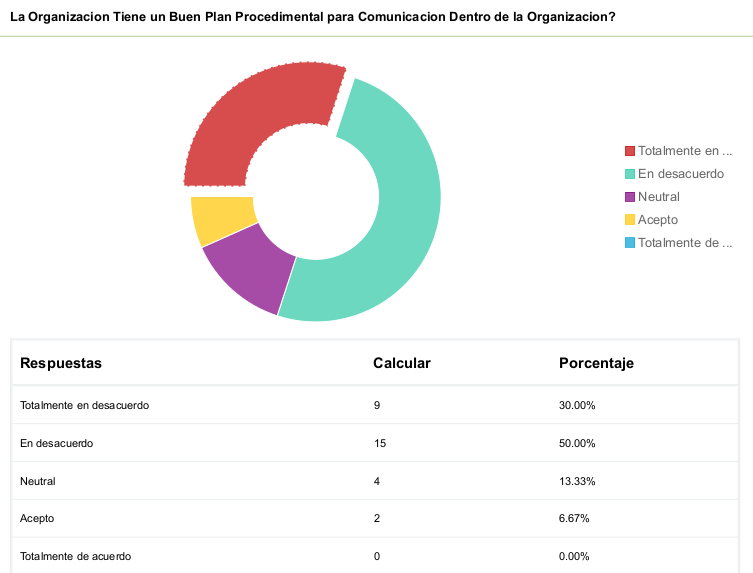 La Organizacion Tiene un Buen Plan Procedimental para Comunicacion Dentro de la Organizacion?
Totalmente en ...
En desacuerdo
Neutral
Acepto
Totalmente de ...
Respuestas Calcular Porcentaje
Totalmente en desacuerdo 9 30.00%
En desacuerdo 15 50.00%
Neutral 4 13.33%
Acepto 2 6.67%
Totalmente de acuerdo 0 0.00%